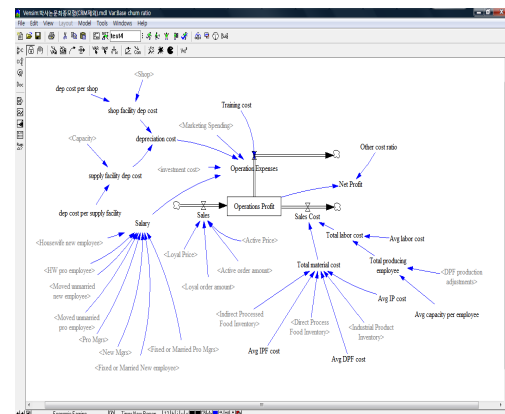 File Edit View Layout Model Tools Windows Help
text4
<Shop>
dep cost per shop
shop facility dep cost
Training cost
<Marketing Spending>
<Capacity>
depreciation cost
Other cost ratio
<investment cost>
Operation Expenses
supply facility dep cost
Net Profit
Operations Profit
dep cost per supply facility
Sales
Sales Cost
Salary
<Housewife new employee>
<Active Price>
Total labor cost
Avg labor cost
<Loyal Price>
<HW pro employee>
Total producing
employee
<Active order amount>
Total material cost
<DPF production
adjustments>
<Moved unmarried
new employee>
<Loyal order amount>
Avg IP cost
<Moved unmarried
pro employee>
<Indirect Processed
Food Inventory>
<Direct Process
Food Inventory>
<Industrial Product
Inventory>
Avg capacity per employee
<Pro Mgrs>
<New Mgrs>
<Fixed or Married Pro Mgrs>
Avg IPF cost
Avg DPF cost
<Fixed or Married New employee>